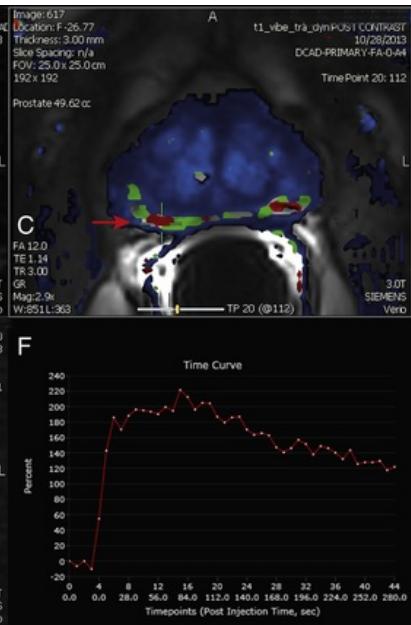 Image: 617
Location: F -26.77
Thickness: 3.00 mm
Slice Spacing: n/a
FOV: 25.0 x 25.0cm
192 x 192
Prostate 49.62 cc
A
t1_vibe_tra_dyn POST CONTRAST
10/28/2013
DCAD-PRIMARY-FA-0-A4
Time Point 20: 112
L
L
C
FA 12.0
TE 1.14
TR 3.00
GR
Mag:2.9x
W:851 L:363
TP 20 (@112)
3.0T
SIEMENS
Verio
F
Time Curve
Percent
240
220
200
180
160
140
120
100
80
60
40
20
0
-20
0 4 8 12 16 20 24 28 32 36 40 44
0.0 0.0 28.0 56.0 84.0 112.0 140.0 168.0 196.0 224.0 252.0 280.0
Timepoints (Post Injection Time, sec)